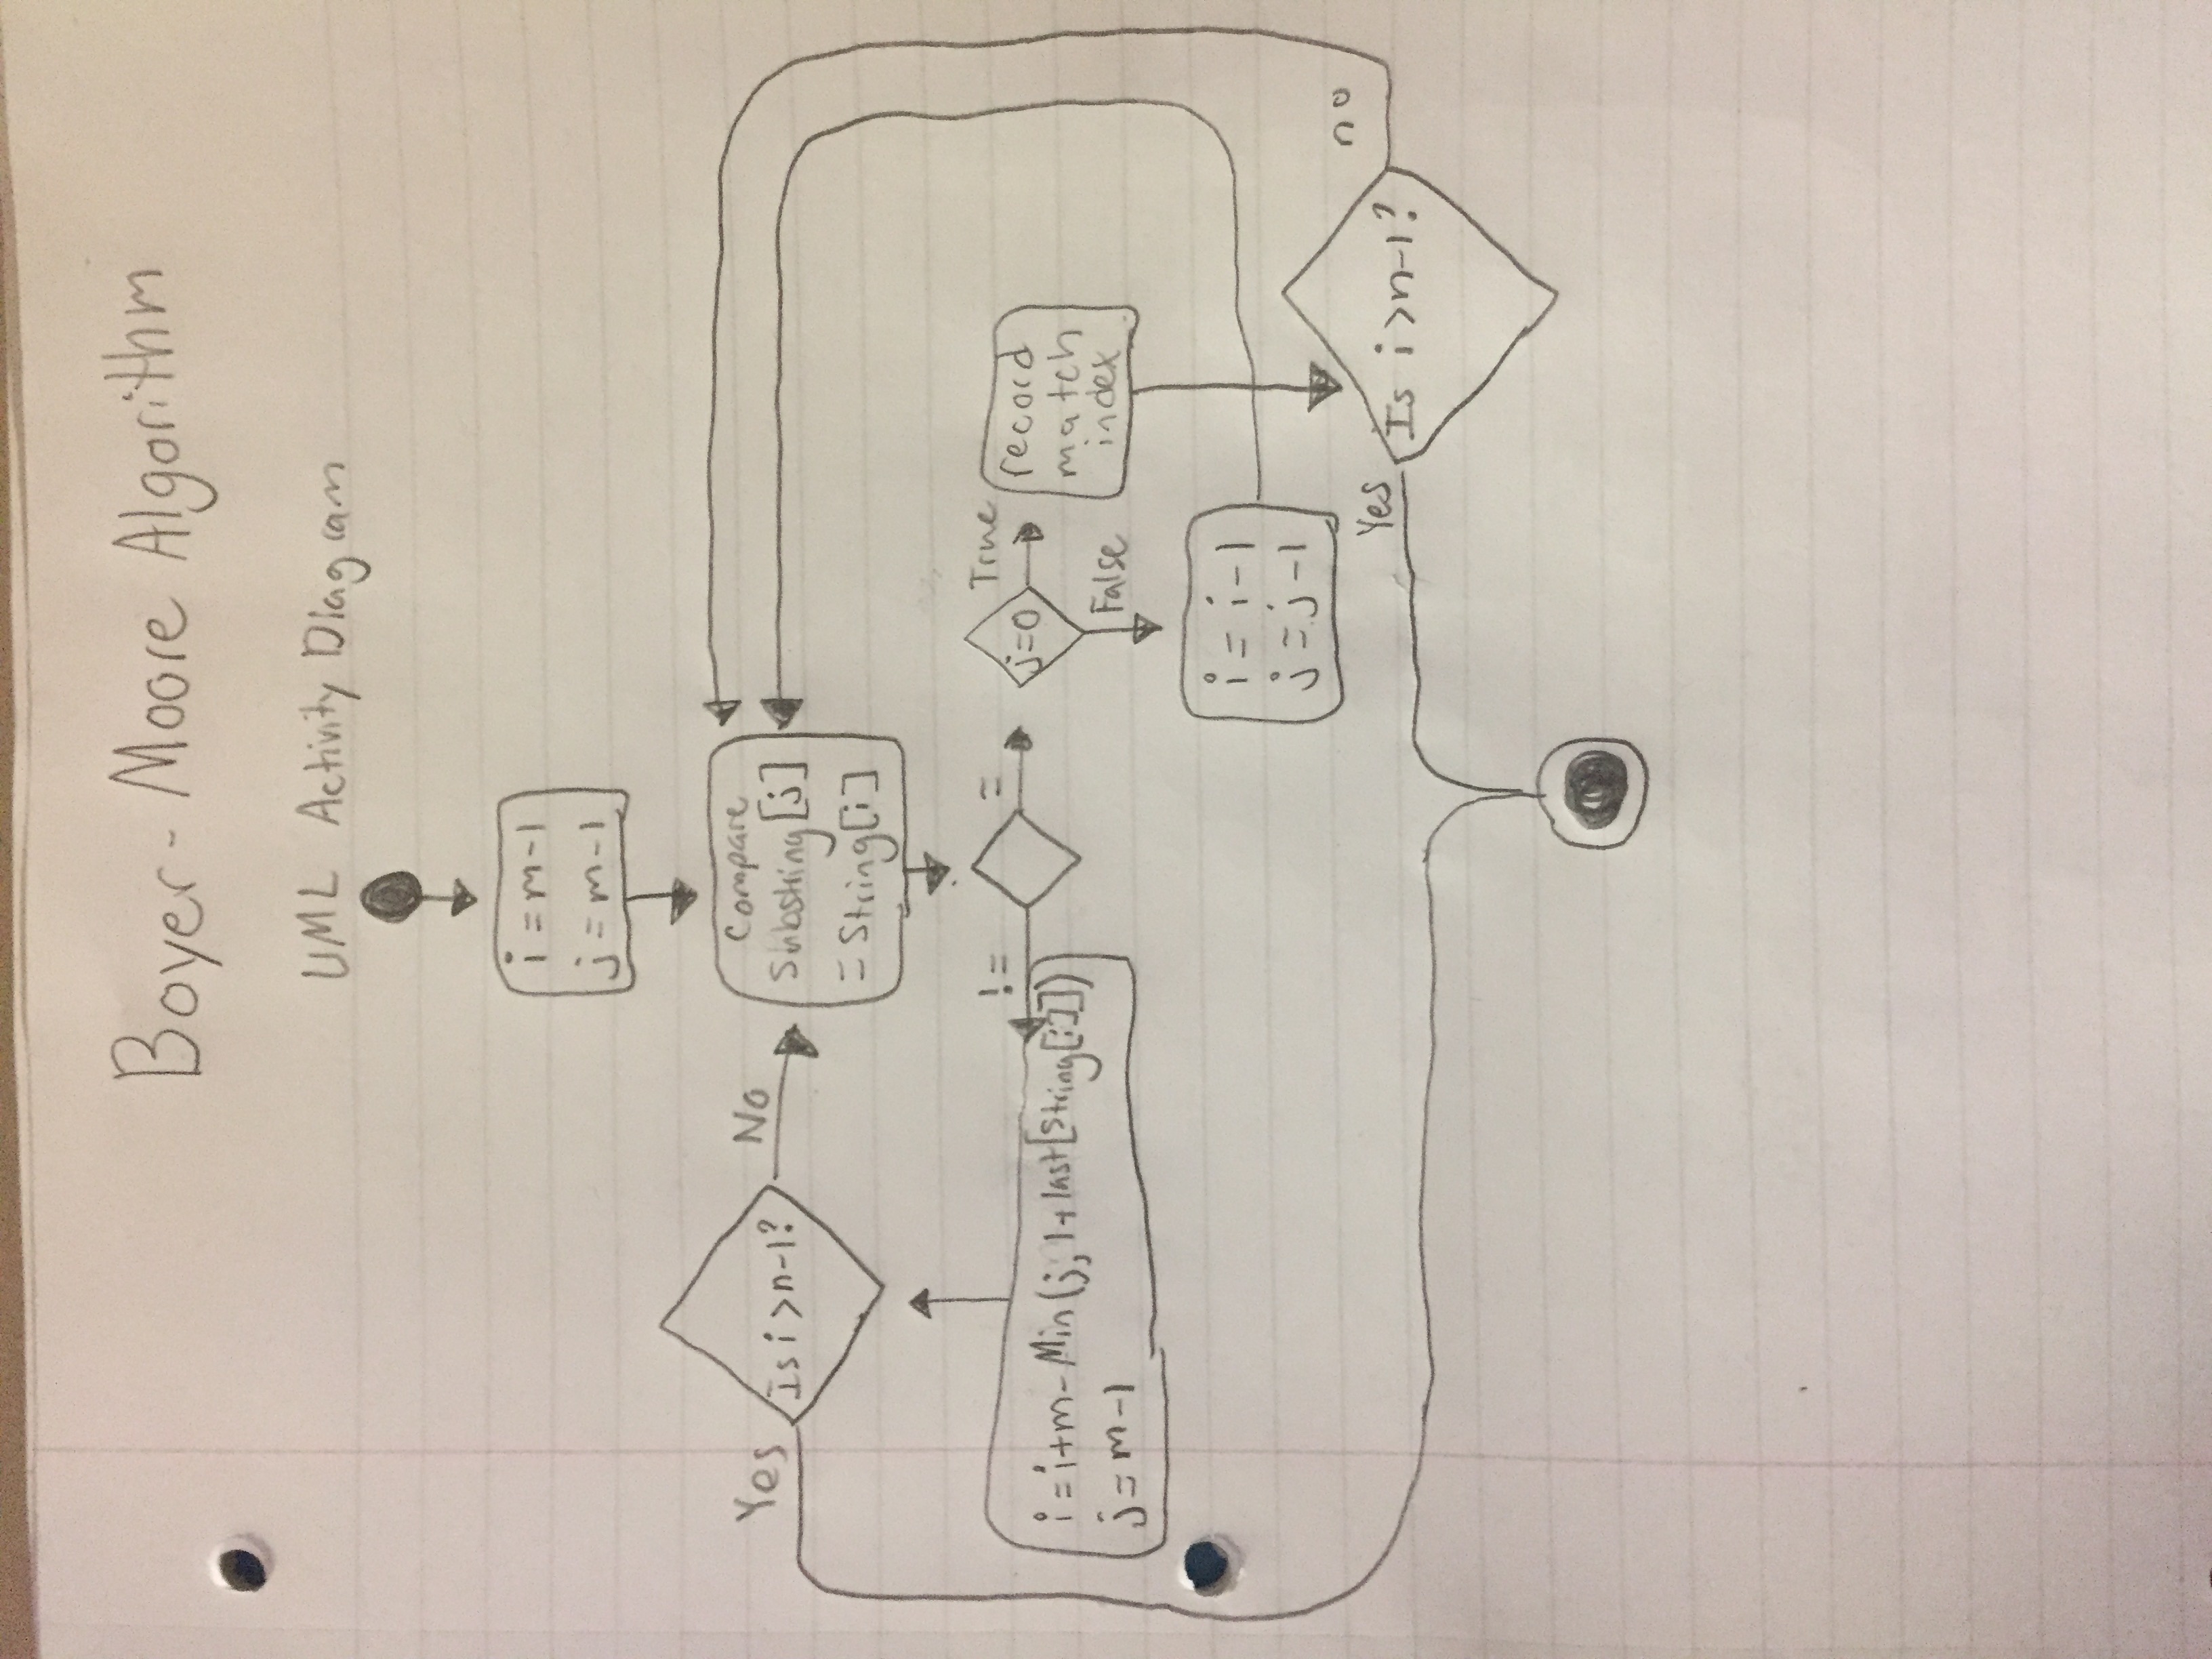 Boyer-Moore Algorithm
UML Activity Diagram
i=m-1
j=m-1
Yes
Is i>n-1?
No
Compare
Substring[j]
=String[i]
!=
=
j=0
True
False
record
match
index
i=i+m-Min(j, 1+last[String[i]])
j=m-1
i=i-1
j=j-1
Yes
Is i>n-1?
no